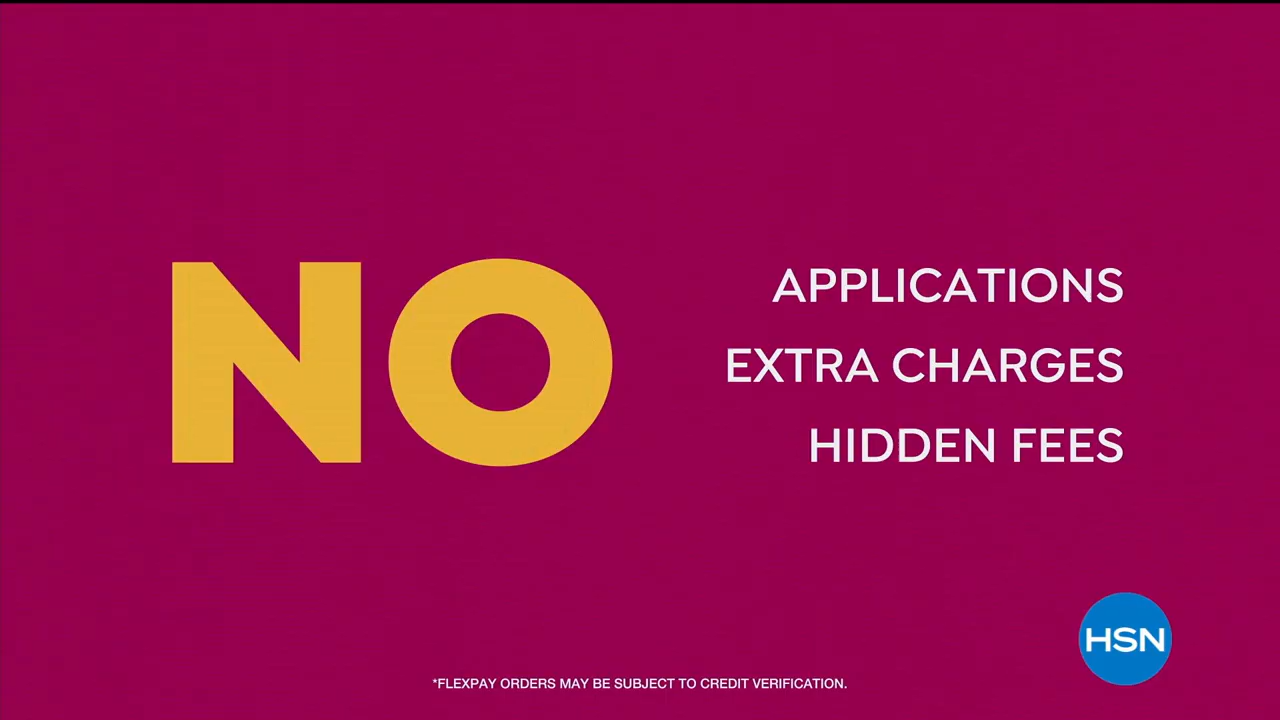 NO
APPLICATIONS
EXTRA CHARGES
HIDDEN FEES
HSN
*FLEXPAY ORDERS MAY BE SUBJECT TO CREDIT VERIFICATION.